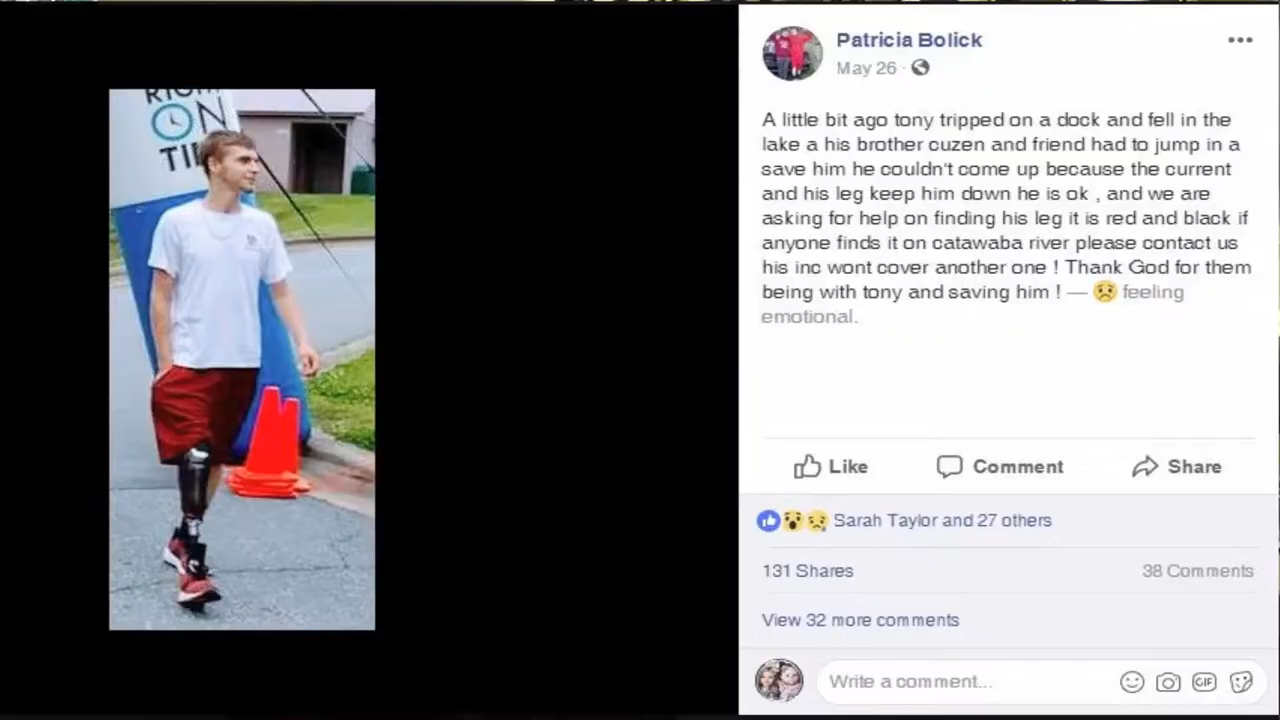 ON
TI
Patricia Bolick
May 26 ·
A little bit ago tony tripped on a dock and fell in the
lake a his brother cuzen and friend had to jump in a
save him he couldn't come up because the current
and his leg keep him down he is ok , and we are
asking for help on finding his leg it is red and black if
anyone finds it on catawaba river please contact us
his inc wont cover another one ! Thank God for them
being with tony and saving him ! — 😢 feeling
emotional.
Like Comment Share
Sarah Taylor and 27 others
131 Shares 38 Comments
View 32 more comments
Write a comment... GIF